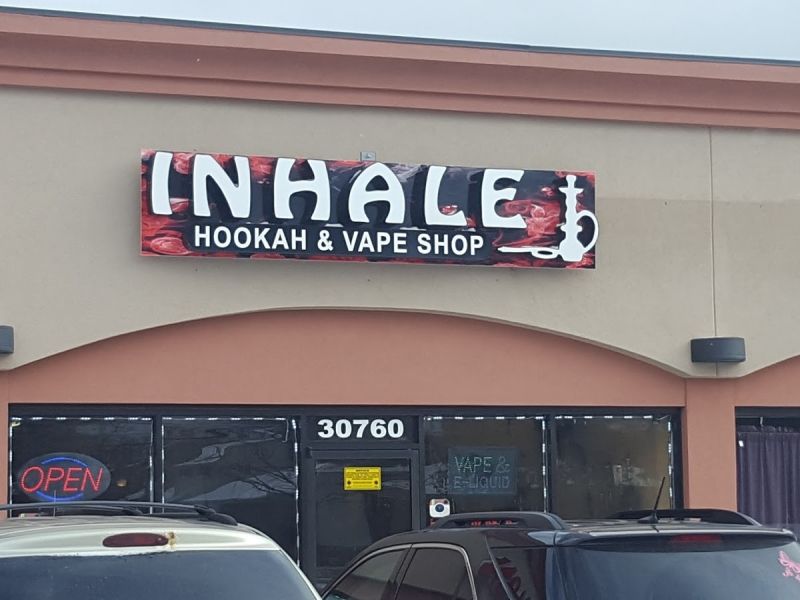 INHALE
HOOKAH & VAPE SHOP
30760
OPEN
VAPE &
E-LIQUID